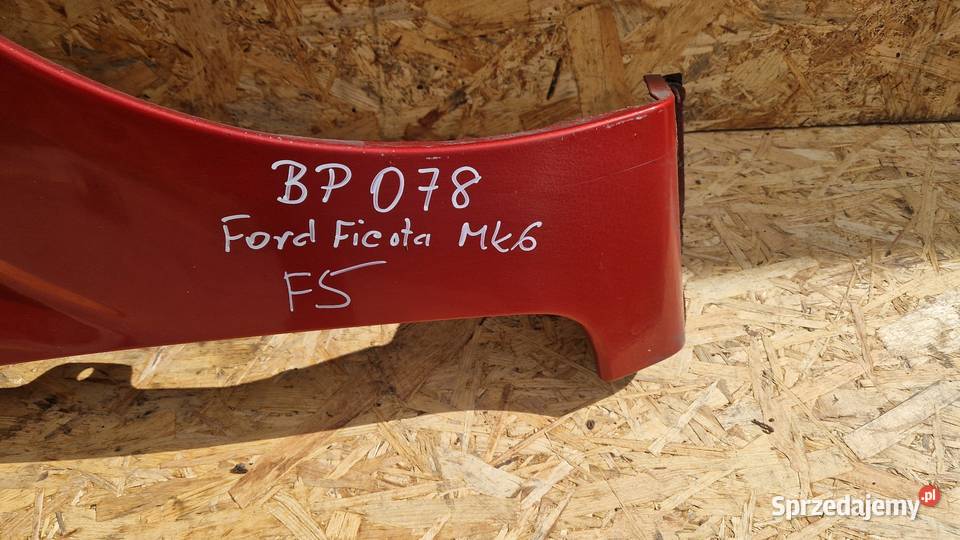 BP 078
Ford Ficota Mk6
F5
Sprzedajemy.pl